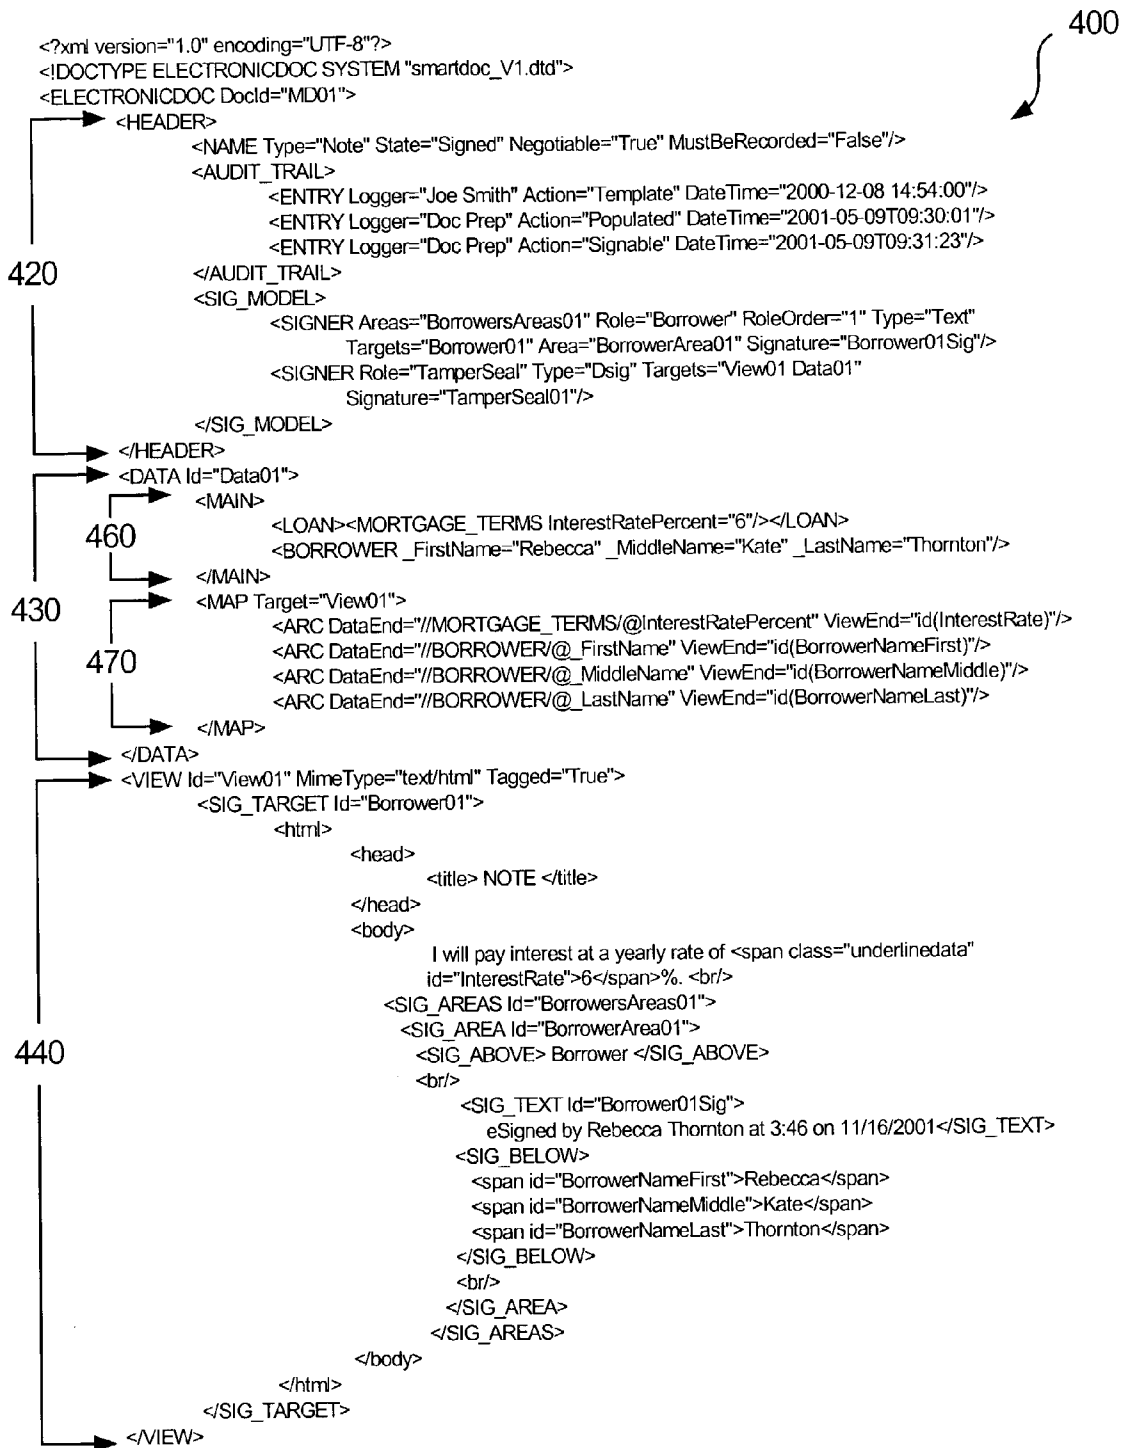 400
<?xml version="1.0" encoding="UTF-8"?>
<!DOCTYPE ELECTRONICDOC SYSTEM "smartdoc_V1.dtd">
<ELECTRONICDOC DocId="MD01">
<HEADER>
<NAME Type="Note" State="Signed" Negotiable="True" MustBeRecorded="False"/>
<AUDIT_TRAIL>
<ENTRY Logger="Joe Smith" Action="Template" DateTime="2000-12-08 14:54:00"/>
<ENTRY Logger="Doc Prep" Action="Populated" DateTime="2001-05-09T09:30:01"/>
<ENTRY Logger="Doc Prep" Action="Signable" DateTime="2001-05-09T09:31:23"/>
420
</AUDIT_TRAIL>
<SIG_MODEL>
<SIGNER Areas="BorrowersAreas01" Role="Borrower" RoleOrder="1" Type="Text"
Targets="Borrower01" Area="BorrowerArea01" Signature="Borrower01Sig"/>
<SIGNER Role="TamperSeal" Type="Dsig" Targets="View01 Data01"
Signature="TamperSeal01"/>
</SIG_MODEL>
</HEADER>
<DATA Id="Data01">
<MAIN>
<LOAN><MORTGAGE_TERMS InterestRatePercent="6"/></LOAN>
460
<BORROWER _FirstName="Rebecca" _MiddleName="Kate" _LastName="Thornton"/>
</MAIN>
430
<MAP Target="View01">
<ARC DataEnd="//MORTGAGE_TERMS/@InterestRatePercent" ViewEnd="id(InterestRate)"/>
<ARC DataEnd="//BORROWER/@_FirstName" ViewEnd="id(BorrowerNameFirst)"/>
470
<ARC DataEnd="//BORROWER/@_MiddleName" ViewEnd="id(BorrowerNameMiddle)"/>
<ARC DataEnd="//BORROWER/@_LastName" ViewEnd="id(BorrowerNameLast)"/>
</MAP>
</DATA>
<VIEW Id="View01" MimeType="text/html" Tagged="True">
<SIG_TARGET Id="Borrower01">
<html>
<head>
<title> NOTE </title>
</head>
<body>
I will pay interest at a yearly rate of <span class="underlinedata"
id="InterestRate">6</span>%. <br/>
<SIG_AREAS Id="BorrowersAreas01">
<SIG_AREA Id="BorrowerArea01">
440
<SIG_ABOVE> Borrower </SIG_ABOVE>
<br/>
<SIG_TEXT Id="Borrower01Sig">
eSigned by Rebecca Thornton at 3:46 on 11/16/2001</SIG_TEXT>
<SIG_BELOW>
<span id="BorrowerNameFirst">Rebecca</span>
<span id="BorrowerNameMiddle">Kate</span>
<span id="BorrowerNameLast">Thornton</span>
</SIG_BELOW>
<br/>
</SIG_AREA>
</SIG_AREAS>
</body>
</html>
</SIG_TARGET>
</VIEW>